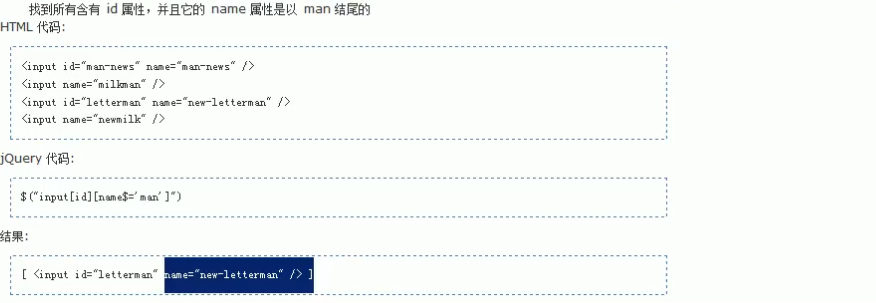 找到所有含有 id 属性，并且它的 name 属性是以 man 结尾的
HTML 代码:
<input id="man-news" name="man-news" />
<input name="milkman" />
<input id="letterman" name="new-letterman" />
<input name="newmilk" />
jQuery 代码:
$("input[id][name$='man']")
结果:
[ <input id="letterman" name="new-letterman" /> ]